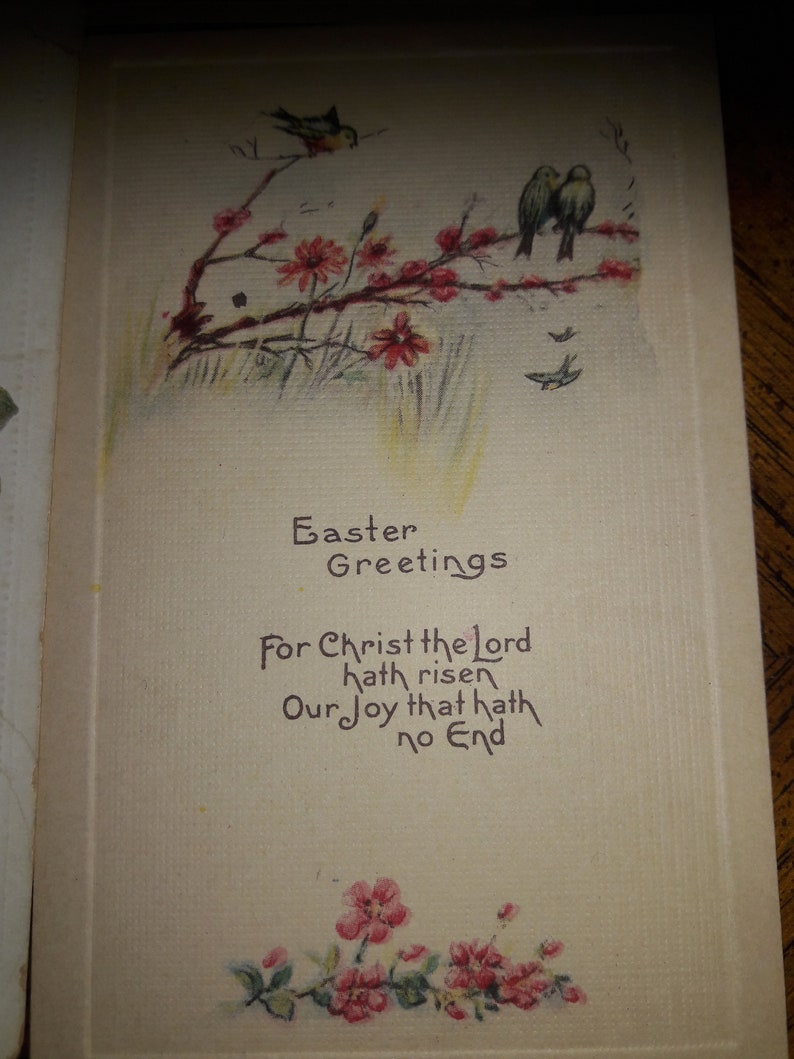 Easter
Greetings
For Christ the Lord
hath risen
Our Joy that hath
no End